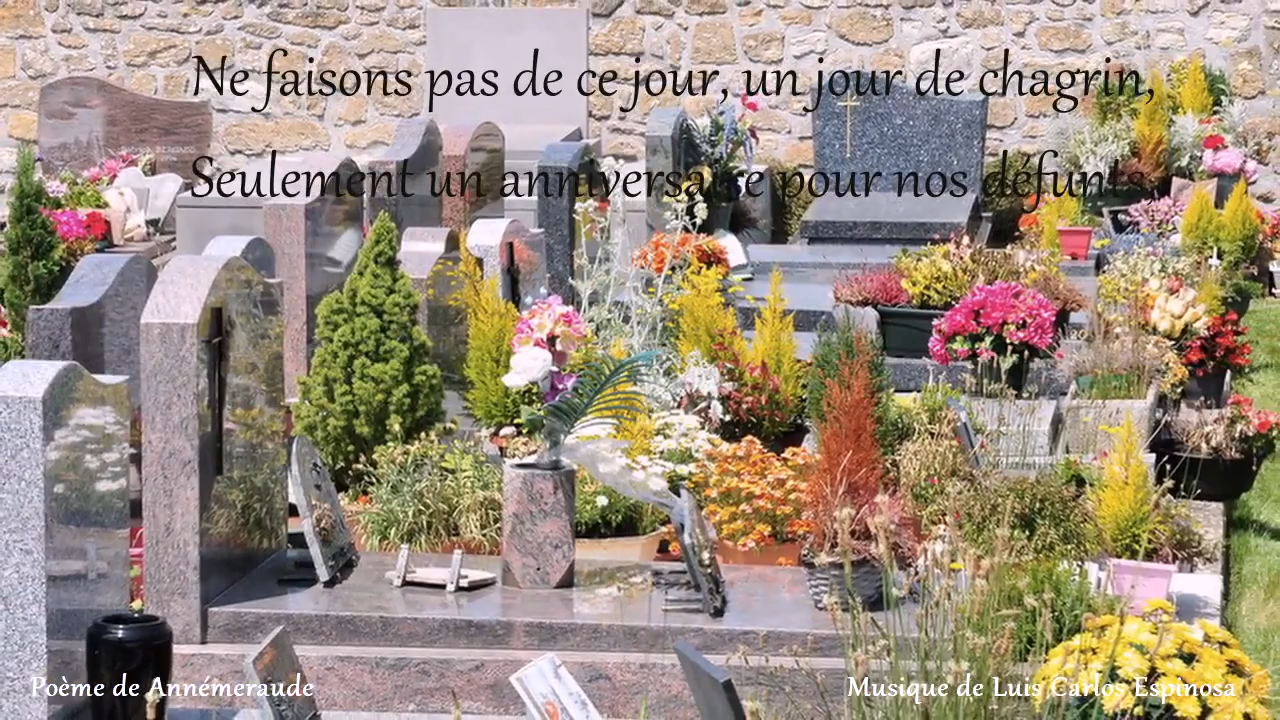 Ne faisons pas de ce jour, un jour de chagrin,
Seulement un anniversaire pour nos défunts.
Poème de Annémeraude
Musique de Luis Carlos Espinosa